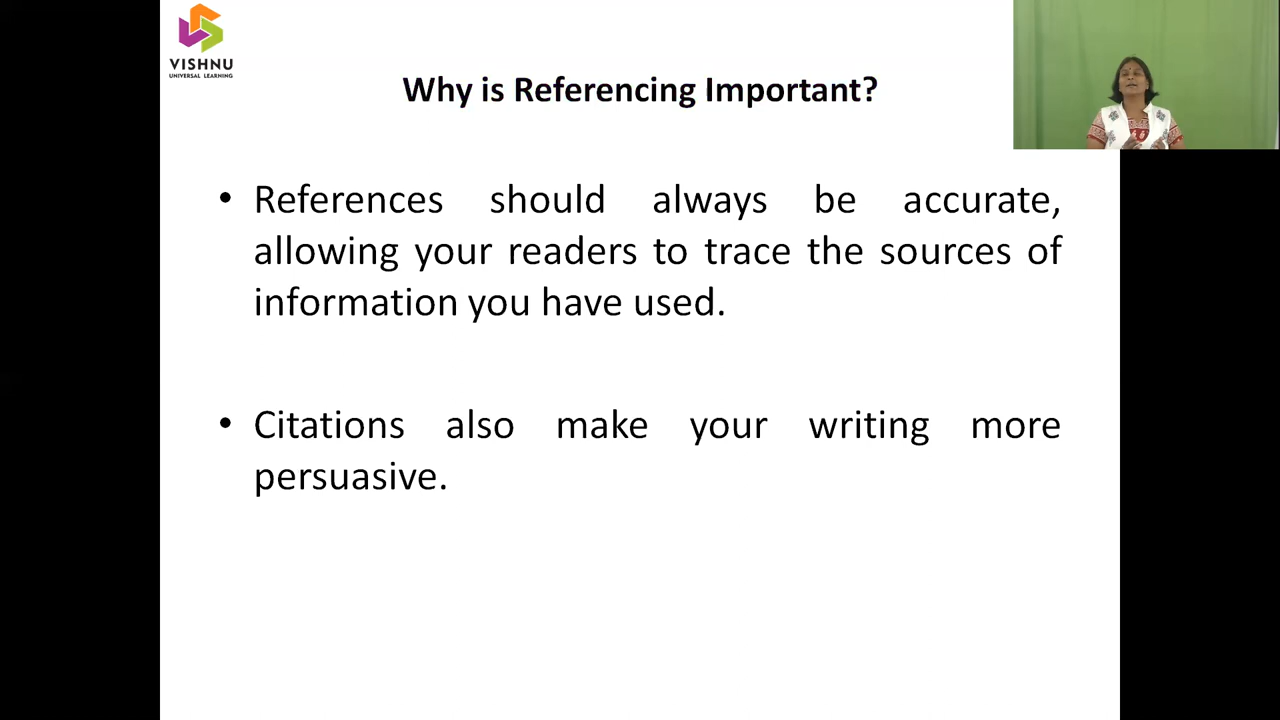 VISHNU
UNIVERSAL LEARNING
Why is Referencing Important?
• References should always be accurate,
allowing your readers to trace the sources of
information you have used.
• Citations also make your writing more
persuasive.